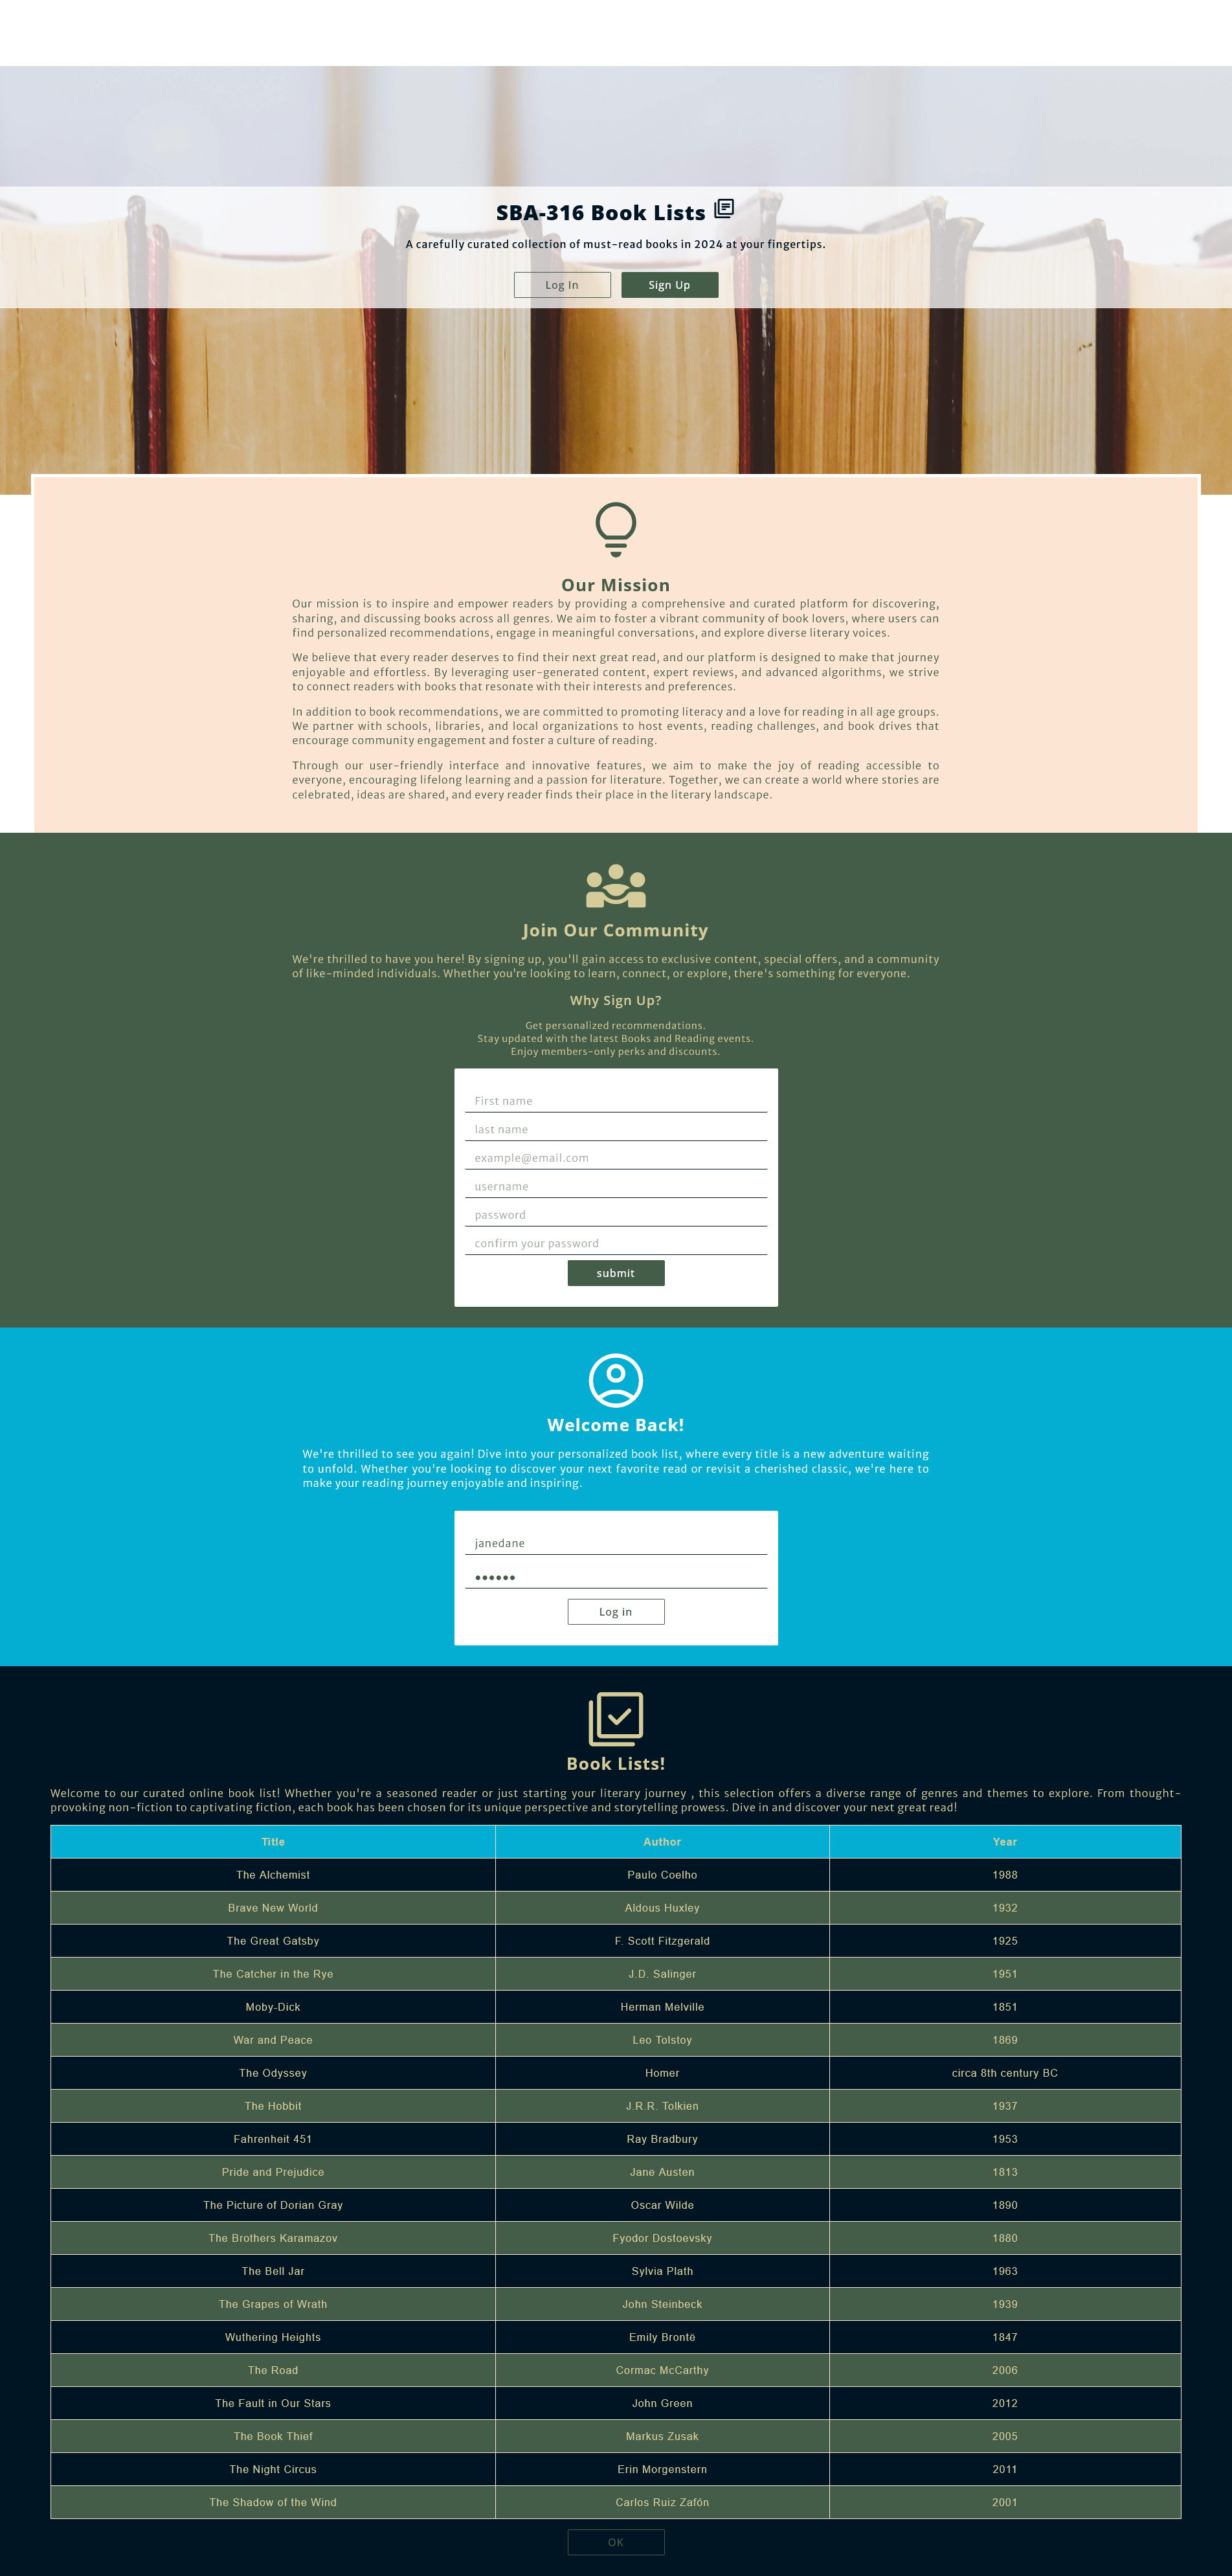 SBA-316 Book Lists
A carefully curated collection of must-read books in 2024 at your fingertips.
Log In Sign Up
Our Mission
Our mission is to inspire and empower readers by providing a comprehensive and curated platform for discovering,
sharing, and discussing books across all genres. We aim to foster a vibrant community of book lovers, where users can
find personalized recommendations, engage in meaningful conversations, and explore diverse literary voices.
We believe that every reader deserves to find their next great read, and our platform is designed to make that journey
enjoyable and effortless. By leveraging user-generated content, expert reviews, and advanced algorithms, we strive
to connect readers with books that resonate with their interests and preferences.
In addition to book recommendations, we are committed to promoting literacy and a love for reading in all age groups.
We partner with schools, libraries, and local organizations to host events, reading challenges, and book drives that
encourage community engagement and foster a culture of reading.
Through our user-friendly interface and innovative features, we aim to make the joy of reading accessible to
everyone, encouraging lifelong learning and a passion for literature. Together, we can create a world where stories are
celebrated, ideas are shared, and every reader finds their place in the literary landscape.
Join Our Community
We're thrilled to have you here! By signing up, you'll gain access to exclusive content, special offers, and a community
of like-minded individuals. Whether you're looking to learn, connect, or explore, there's something for everyone.
Why Sign Up?
Get personalized recommendations.
Stay updated with the latest Books and Reading events.
Enjoy members-only perks and discounts.
First name
last name
example@email.com
username
password
confirm your password
submit
Welcome Back!
We're thrilled to see you again! Dive into your personalized book list, where every title is a new adventure waiting
to unfold. Whether you're looking to discover your next favorite read or revisit a cherished classic, we're here to
make your reading journey enjoyable and inspiring.
janedane
••••••
Log in
Book Lists!
Welcome to our curated online book list! Whether you're a seasoned reader or just starting your literary journey , this selection offers a diverse range of genres and themes to explore. From thought-
provoking non-fiction to captivating fiction, each book has been chosen for its unique perspective and storytelling prowess. Dive in and discover your next great read!
Title Author Year
The Alchemist Paulo Coelho 1988
Brave New World Aldous Huxley 1932
The Great Gatsby F. Scott Fitzgerald 1925
The Catcher in the Rye J.D. Salinger 1951
Moby-Dick Herman Melville 1851
War and Peace Leo Tolstoy 1869
The Odyssey Homer circa 8th century BC
The Hobbit J.R.R. Tolkien 1937
Fahrenheit 451 Ray Bradbury 1953
Pride and Prejudice Jane Austen 1813
The Picture of Dorian Gray Oscar Wilde 1890
The Brothers Karamazov Fyodor Dostoevsky 1880
The Bell Jar Sylvia Plath 1963
The Grapes of Wrath John Steinbeck 1939
Wuthering Heights Emily Brontë 1847
The Road Cormac McCarthy 2006
The Fault in Our Stars John Green 2012
The Book Thief Markus Zusak 2005
The Night Circus Erin Morgenstern 2011
The Shadow of the Wind Carlos Ruiz Zafón 2001
OK